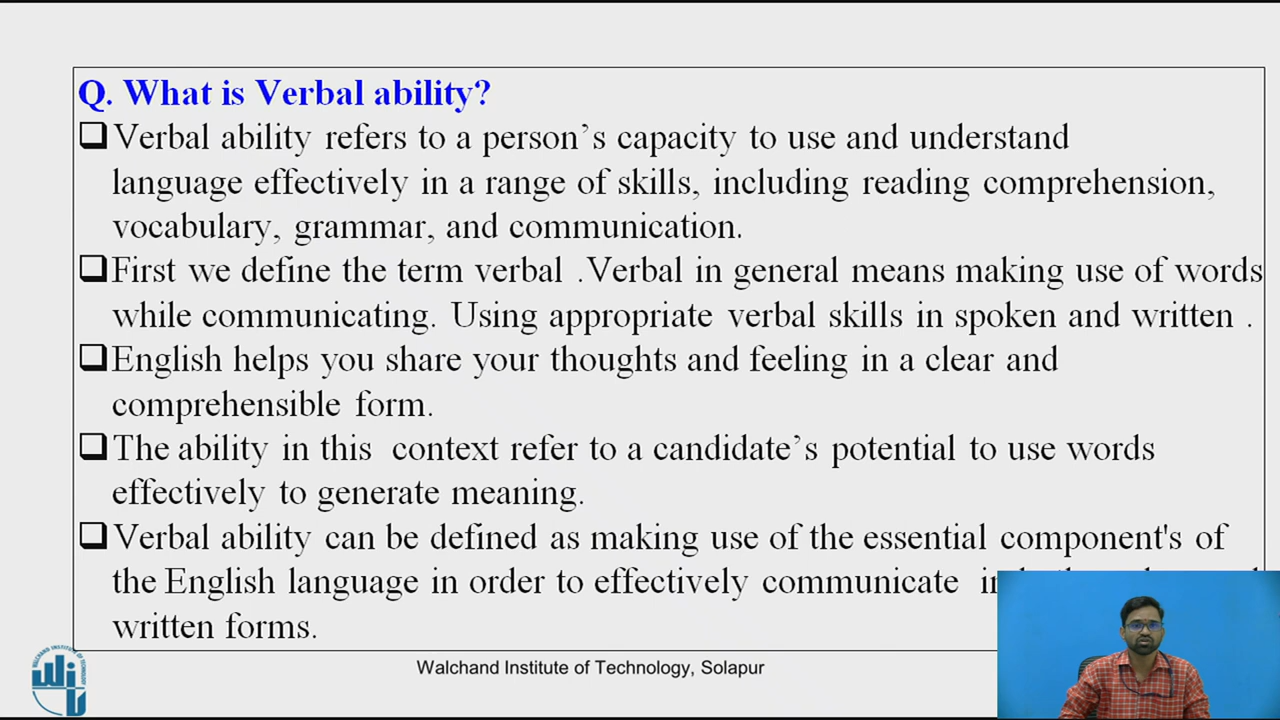 Q. What is Verbal ability?
❑Verbal ability refers to a person’s capacity to use and understand
language effectively in a range of skills, including reading comprehension,
vocabulary, grammar, and communication.
❑First we define the term verbal .Verbal in general means making use of words
while communicating. Using appropriate verbal skills in spoken and written .
❑English helps you share your thoughts and feeling in a clear and
comprehensible form.
❑The ability in this context refer to a candidate’s potential to use words
effectively to generate meaning.
❑Verbal ability can be defined as making use of the essential component's of
the English language in order to effectively communicate
written forms.
Walchand Institute of Technology, Solapur
WALCHAND INSTITUTE OF TECHNOLOGY